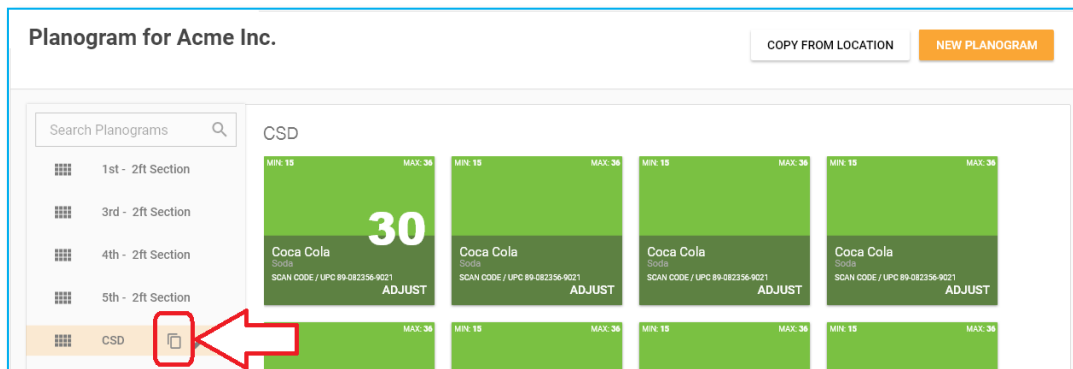 Planogram for Acme Inc.
COPY FROM LOCATION
NEW PLANOGRAM
Search Planograms
1st - 2ft Section
3rd - 2ft Section
4th - 2ft Section
5th - 2ft Section
CSD
CSD
MIN: 15 MAX: 36 MIN: 15 MAX: 36 MIN: 15 MAX: 36 MIN: 15 MAX: 36
30
Coca Cola Coca Cola Coca Cola Coca Cola
Soda Soda Soda Soda
SCAN CODE / UPC 89-082356-9021 SCAN CODE / UPC 89-082356-9021 SCAN CODE / UPC 89-082356-9021 SCAN CODE / UPC 89-082356-9021
ADJUST ADJUST ADJUST ADJUST
MAX: 36 MIN: 15 MAX: 36 MIN: 15 MAX: 36 MIN: 15 MAX: 36